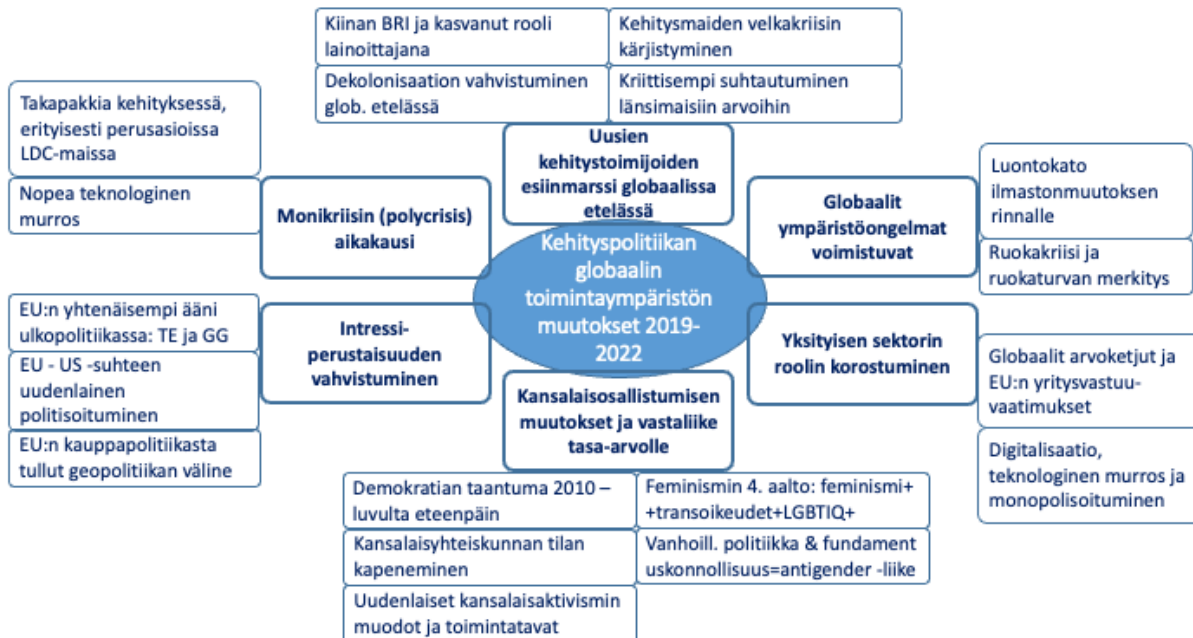 Kiinan BRI ja kasvanut rooli
lainoittajana
Kehitysmaiden velkakriisin
kärjistyminen
Dekolonisaation vahvistuminen
glob. etelässä
Kriittisempi suhtautuminen
länsimaisiin arvoihin
Uusien
kehitystoimijoiden
esiinmarssi globaalissa
etelässä
Takapakkia kehityksessä,
erityisesti perusasioissa
LDC-maissa
Nopea teknologinen
murros
Monikriisin (polycrisis)
aikakausi
Globaalit
ympäristöongelmat
voimistuvat
Luontokato
ilmastonmuutoksen
rinnalle
Ruokakriisi ja
ruokaturvan merkitys
Kehityspolitiikan
globaalin
toimintaympäristön
muutokset 2019-
2022
EU:n yhtenäisempi ääni
ulkopolitiikassa: TE ja GG
EU - US -suhteen
uudenlainen
politisoituminen
EU:n kauppapolitiikasta
tullut geopolitiikan väline
Intressi-
perustaisuuden
vahvistuminen
Yksityisen sektorin
roolin korostuminen
Globaalit arvoketjut ja
EU:n yritysvastuu-
vaatimukset
Digitalisaatio,
teknologinen murros ja
monopolisoituminen
Kansalaisosallistumisen
muutokset ja vastaliike
tasa-arvolle
Demokratian taantuma 2010 –
luvulta eteenpäin
Feminismin 4. aalto: feminismi+
+transoikeudet+LGBTIQ+
Kansalaisyhteiskunnan tilan
kapeneminen
Vanhoill. politiikka & fundament
uskonnollisuus=antigender -liike
Uudenlaiset kansalaisaktivismin
muodot ja toimintatavat